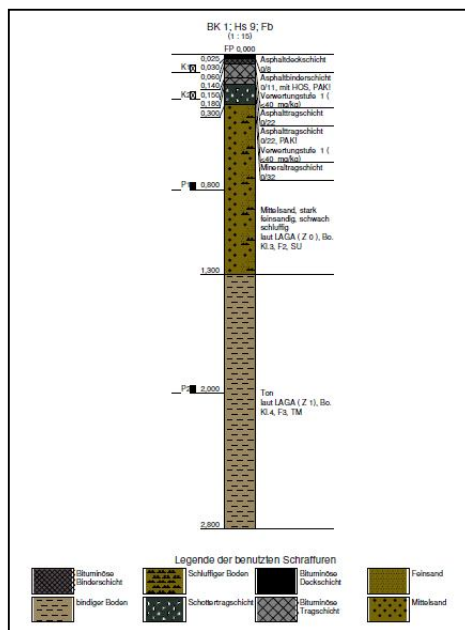 BK 1; Hs 9; Fb
(1 : 15)
FP 0,000
0,025
0,030
0,060
0,140
0,150
0,180
0,300
K1
K2
P1
0,800
1,300
P2
2,000
2,800
Asphaltdeckschicht
0/8
Asphaltbinderschicht
0/11, mit HOS, PAK!
Verwertungstufe 1 (
≤40 mg/kg)
Asphalttragschicht
0/22
Asphalttragschicht
0/22, PAK!
Verwertungstufe 1 (
≤40 mg/kg)
Mineraltragschicht
0/32
Mittelsand, stark
feinsandig, schwach
schluffig
laut LAGA ( Z 0 ), Bo.
Kl.3, F2, SU
Ton
laut LAGA ( Z 1), Bo.
Kl.4, F3, TM
Legende der benutzten Schraffuren
Bituminöse
Binderschicht
Schluffiger Boden
Bituminöse
Deckschicht
Feinsand
bindiger Boden
Schottertragschicht
Bituminöse
Tragschicht
Mittelsand